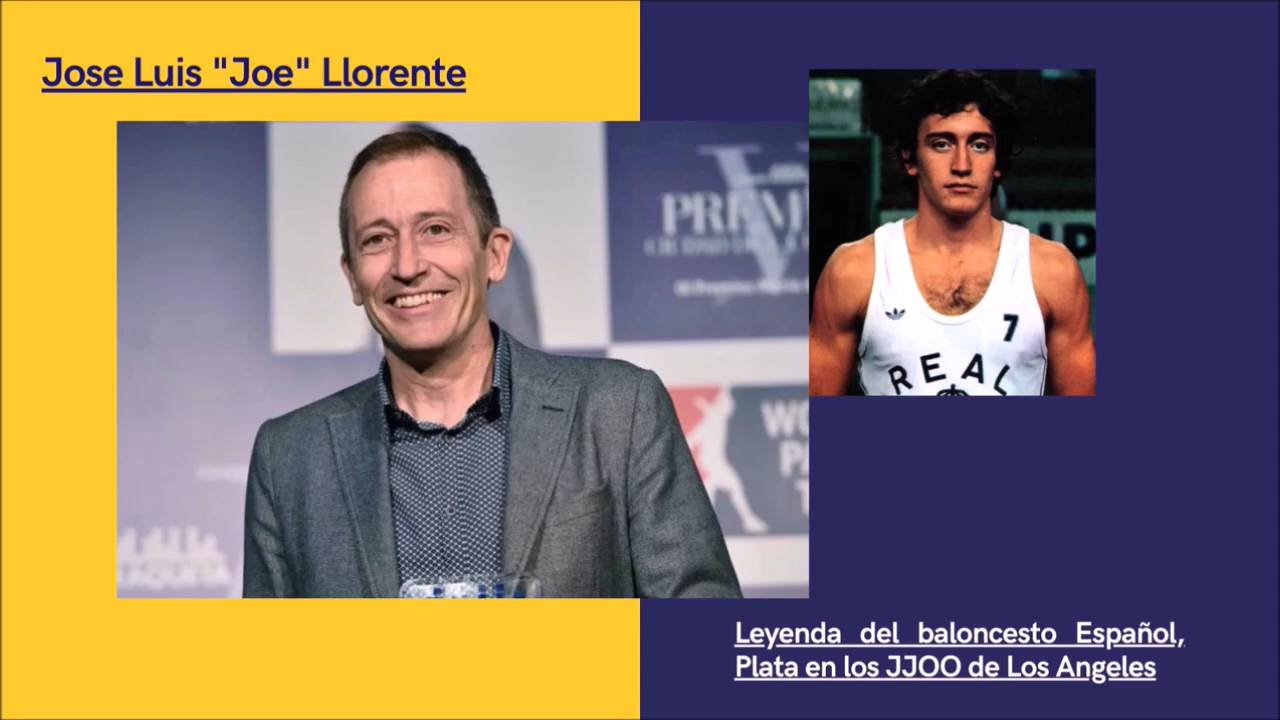 Jose Luis "Joe" Llorente
7
REAL
Leyenda del baloncesto Español,
Plata en los JJOO de Los Angeles